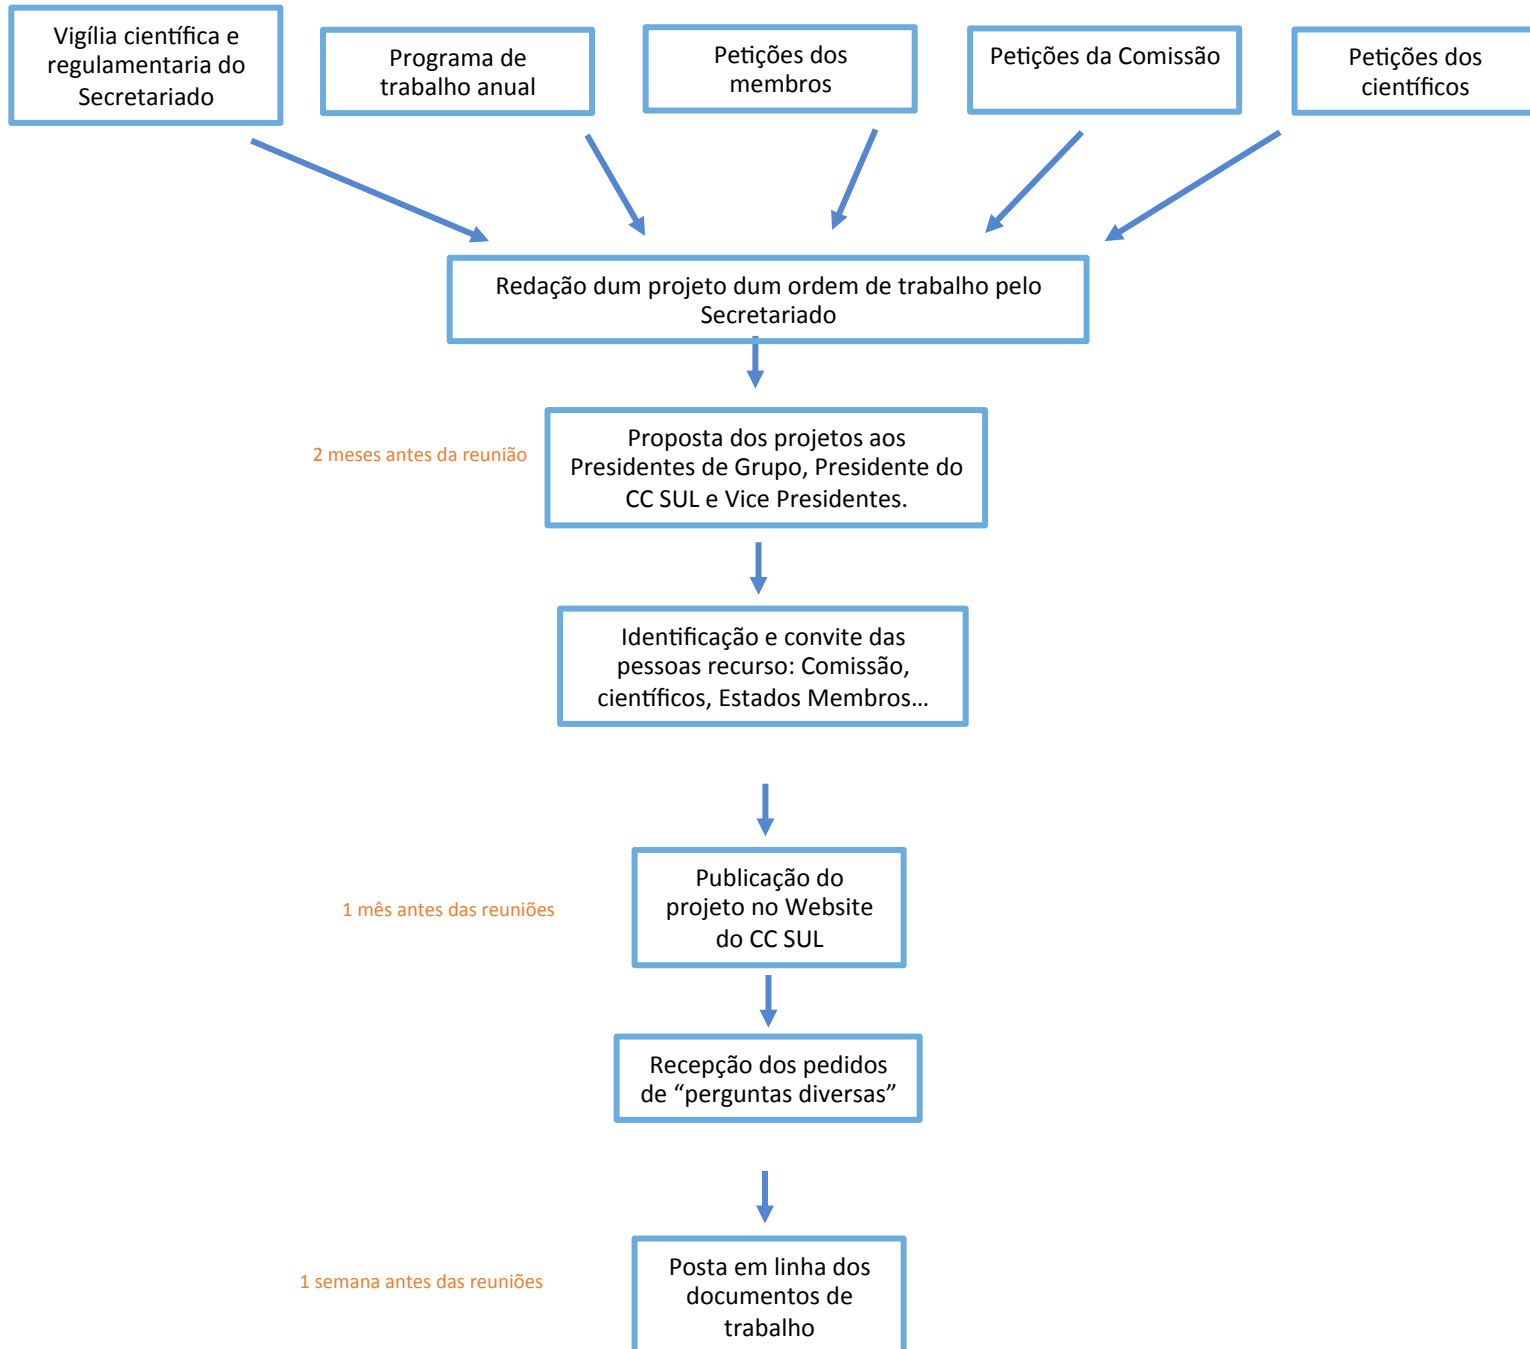 Vigília científica e
regulamentaria do
Secretariado
Programa de
trabalho anual
Petições dos
membros
Petições da Comissão
Petições dos
científicos
Redação dum projeto dum ordem de trabalho pelo
Secretariado
2 meses antes da reunião
Proposta dos projetos aos
Presidentes de Grupo, Presidente do
CC SUL e Vice Presidentes.
Identificação e convite das
pessoas recurso: Comissão,
científicos, Estados Membros…
1 mês antes das reuniões
Publicação do
projeto no Website
do CC SUL
Recepção dos pedidos
de “perguntas diversas”
1 semana antes das reuniões
Posta em linha dos
documentos de
trabalho